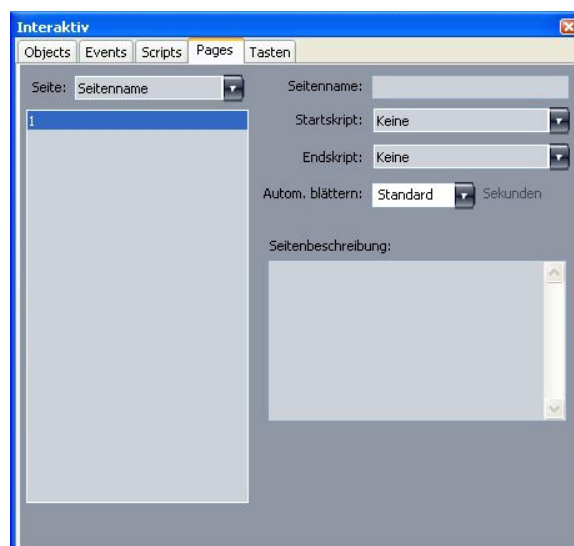 Interaktiv
Objects Events Scripts Pages Tasten
Seite: Seitenname
1
Seitenname:
Startskript: Keine
Endskript: Keine
Autom. blättern: Standard Sekunden
Seitenbeschreibung: